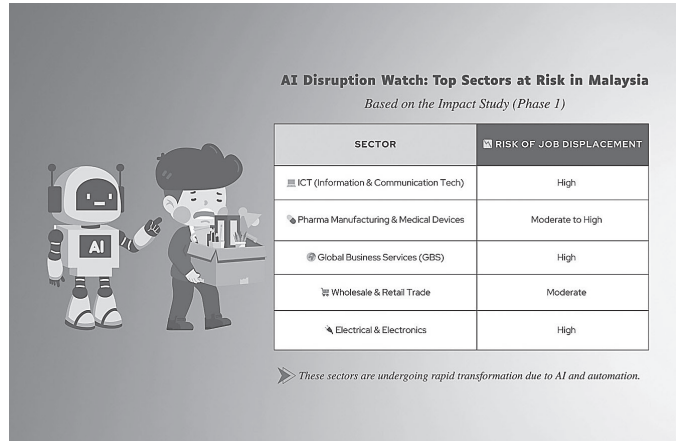 AI Disruption Watch: Top Sectors at Risk in Malaysia
Based on the Impact Study (Phase 1)
SECTOR
RISK OF JOB DISPLACEMENT
ICT (Information & Communication Tech)
High
Pharma Manufacturing & Medical Devices
Moderate to High
Global Business Services (GBS)
High
Wholesale & Retail Trade
Moderate
Electrical & Electronics
High
AI
These sectors are undergoing rapid transformation due to AI and automation.